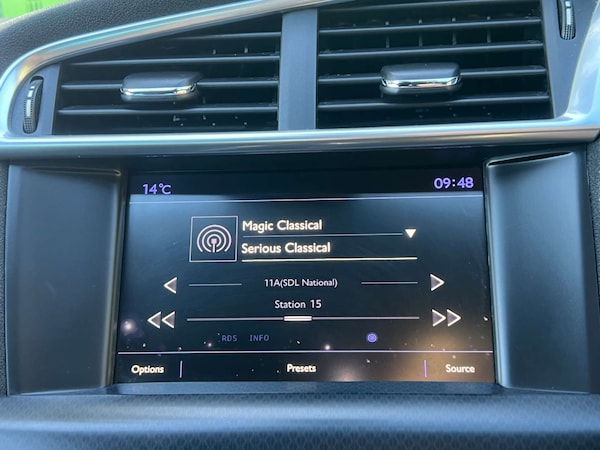 14°C 09:48
Magic Classical
Serious Classical
11A(SDL National)
Station 15
RDS INFO
Options Presets Source